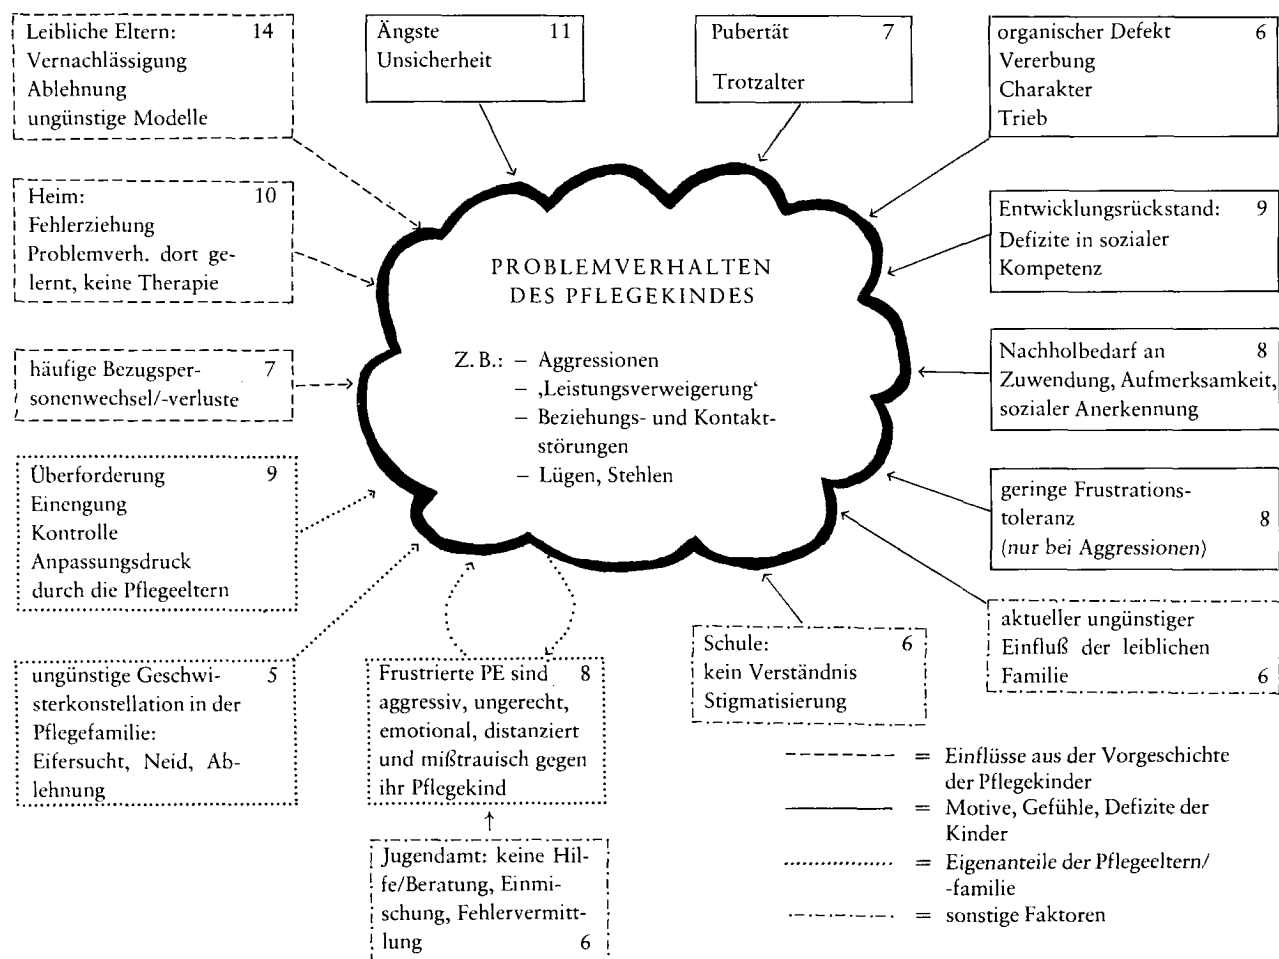 Leibliche Eltern: 14
Vernachlässigung
Ablehnung
ungünstige Modelle
Ängste 11
Unsicherheit
Pubertät 7
Trotzalter
organischer Defekt 6
Vererbung
Charakter
Trieb
Heim: 10
Fehlerziehung
Problemverh. dort ge-
lernt, keine Therapie
PROBLEMVERHALTEN
DES PFLEGEKINDES
Z. B.: – Aggressionen
– ‚Leistungsverweigerung‘
– Beziehungs- und Kontakt-
störungen
– Lügen, Stehlen
Entwicklungsrückstand: 9
Defizite in sozialer
Kompetenz
häufige Bezugsper- 7
sonenwechsel/-verluste
Nachholbedarf an 8
Zuwendung, Aufmerksamkeit,
sozialer Anerkennung
Überforderung 9
Einengung
Kontrolle
Anpassungsdruck
durch die Pflegeeltern
geringe Frustrations-
toleranz 8
(nur bei Aggressionen)
ungünstige Geschwi- 5
sterkonstellation in der
Pflegefamilie:
Eifersucht, Neid, Ab-
lehnung
Frustrierte PE sind 8
aggressiv, ungerecht,
emotional, distanziert
und mißtrauisch gegen
ihr Pflegekind
Schule: 6
kein Verständnis
Stigmatisierung
aktueller ungünstiger
Einfluß der leiblichen
Familie 6
Jugendamt: keine Hil-
fe/Beratung, Einmi-
schung, Fehlervermitt-
lung 6
= Einflüsse aus der Vorgeschichte
der Pflegekinder
= Motive, Gefühle, Defizite der
Kinder
= Eigenanteile der Pflegeeltern/
-familie
= sonstige Faktoren